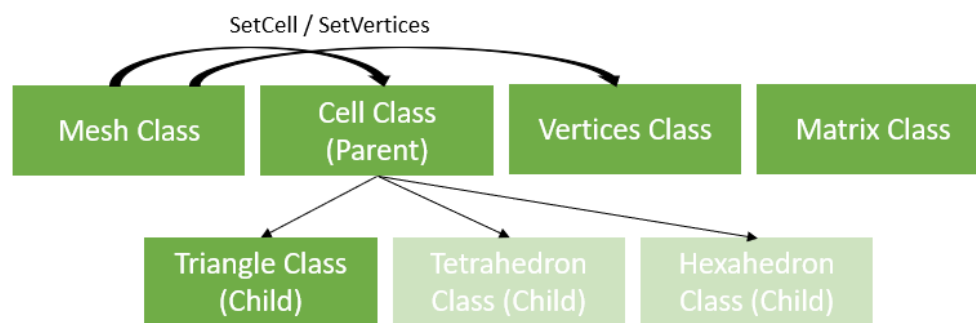 SetCell / SetVertices
Mesh Class
Cell Class
(Parent)
Vertices Class
Matrix Class
Triangle Class
(Child)
Tetrahedron
Class (Child)
Hexahedron
Class (Child)